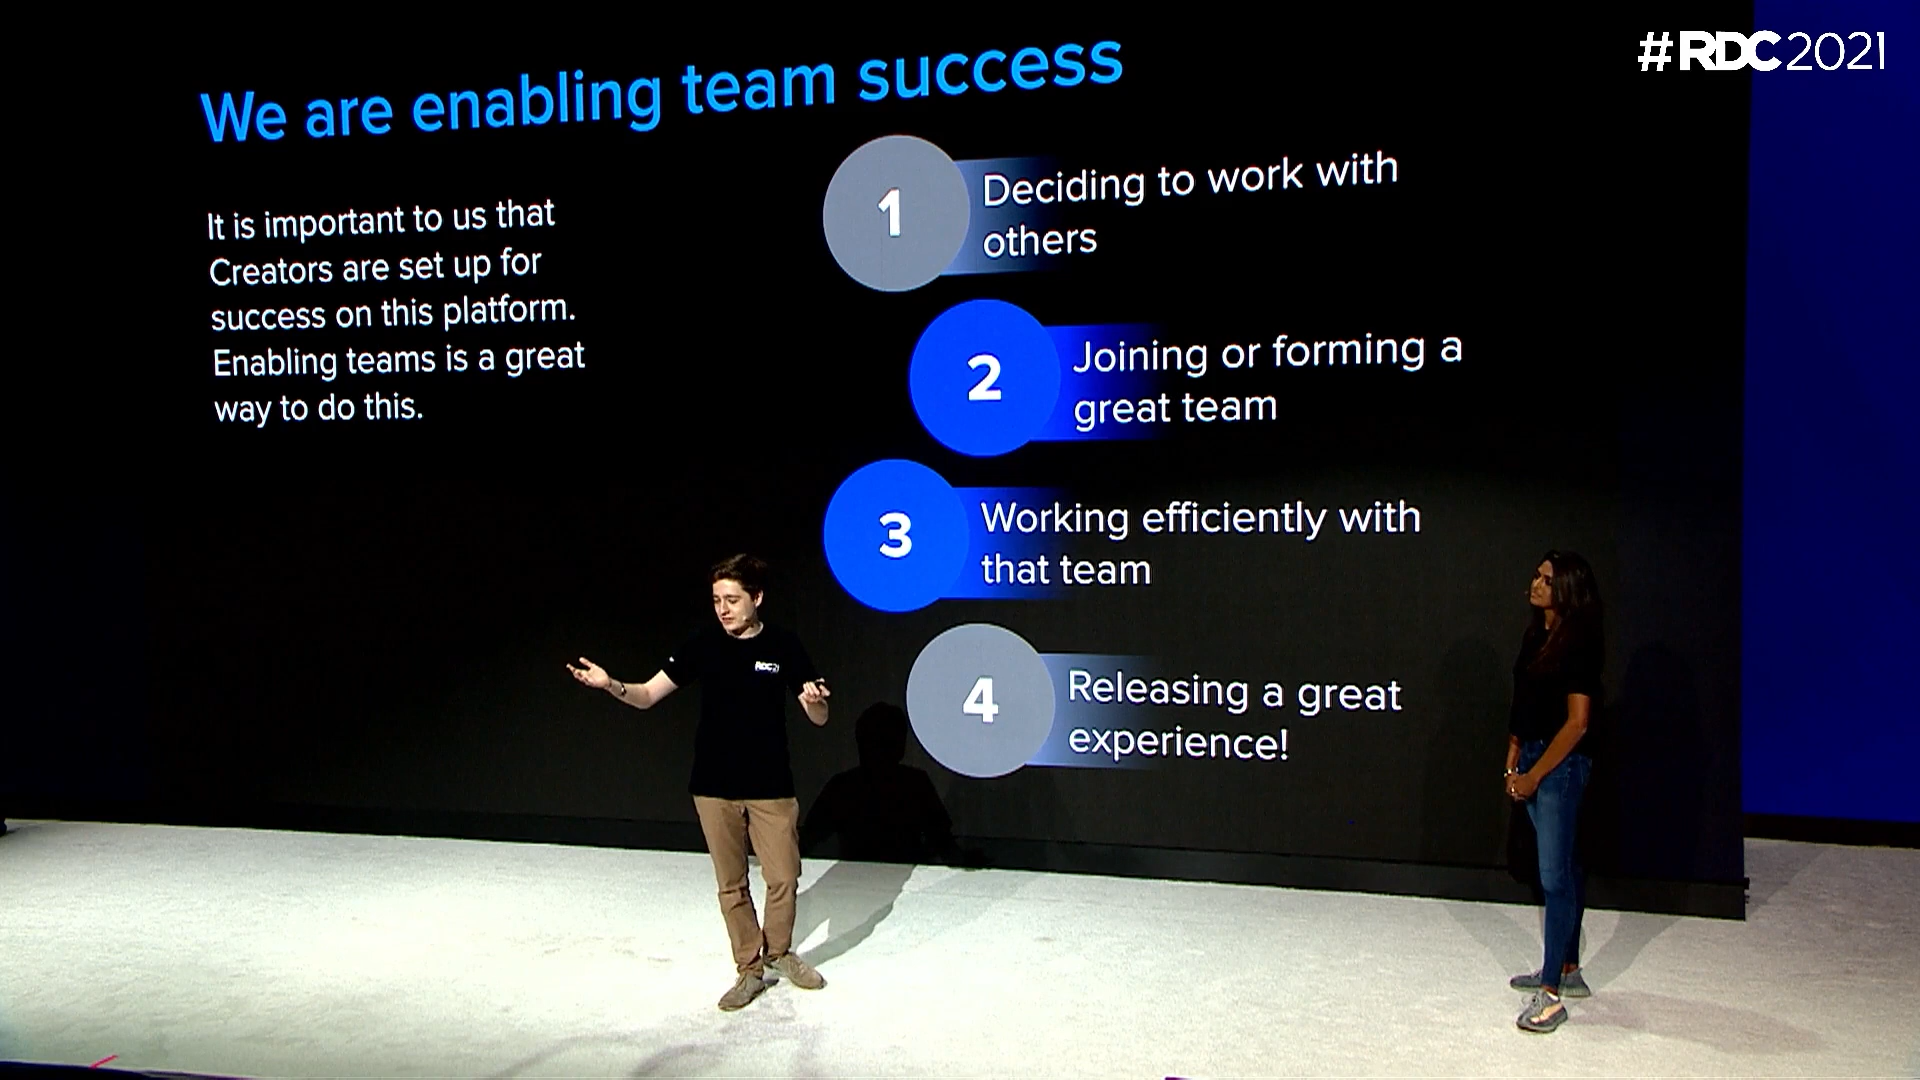 #RDC2021
We are enabling team success
It is important to us that
Creators are set up for
success on this platform.
Enabling teams is a great
way to do this.
1
Deciding to work with
others
2
Joining or forming a
great team
3
Working efficiently with
that team
4
Releasing a great
experience!
RDC21